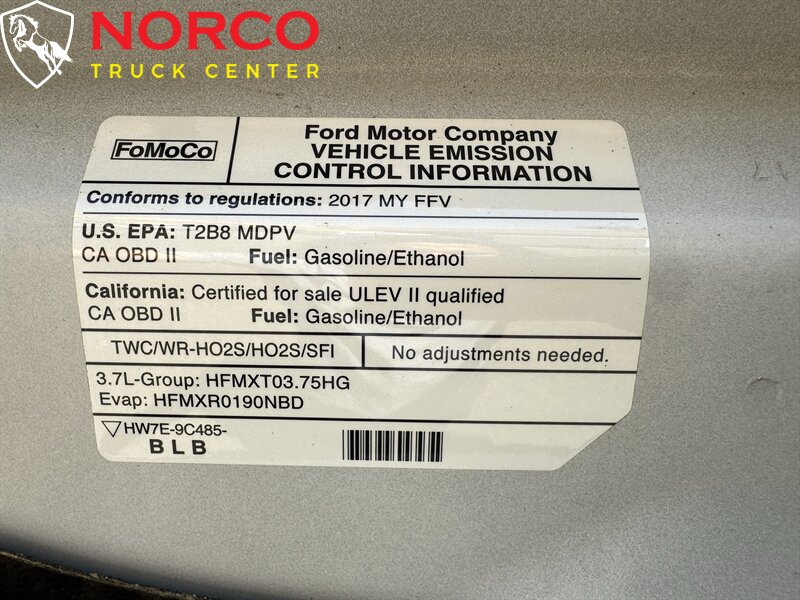 NORCO
TRUCK CENTER
FoMoCo
Ford Motor Company
VEHICLE EMISSION
CONTROL INFORMATION
Conforms to regulations: 2017 MY FFV
U.S. EPA: T2B8 MDPV
CA OBD II Fuel: Gasoline/Ethanol
California: Certified for sale ULEV II qualified
CA OBD II Fuel: Gasoline/Ethanol
TWC/WR-HO2S/HO2S/SFI
No adjustments needed.
3.7L-Group: HFMXT03.75HG
Evap: HFMXR0190NBD
HW7E-9C485-
BLB